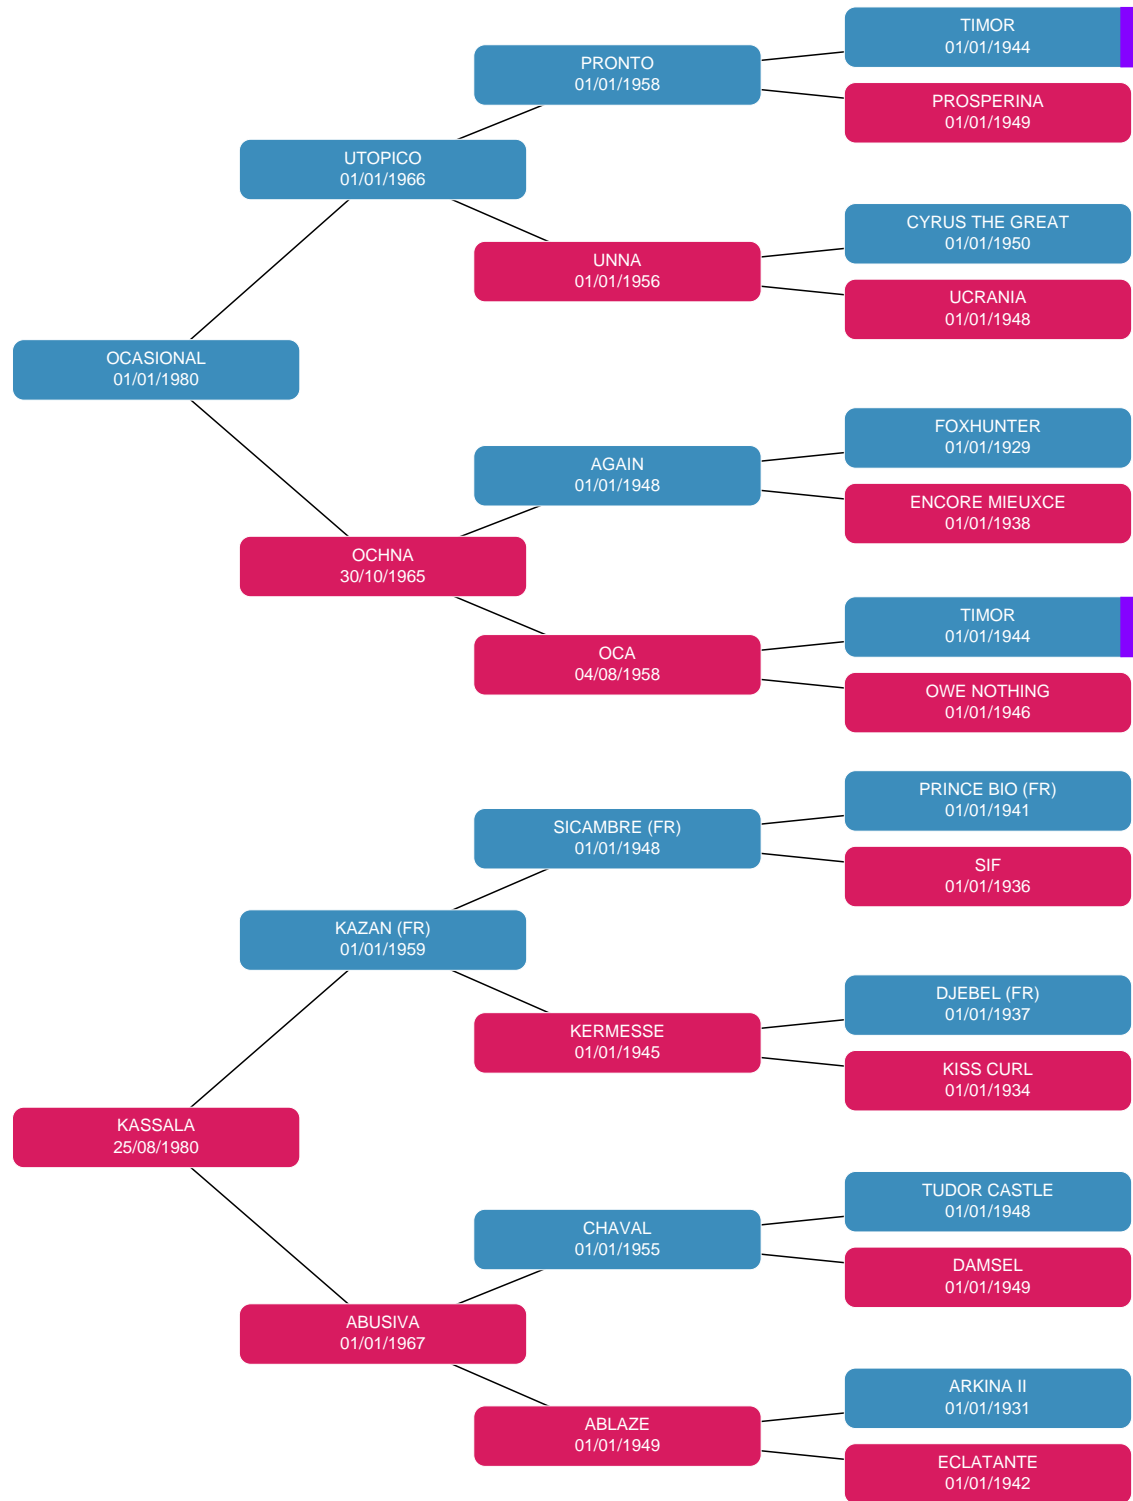 TIMOR
01/01/1944
PRONTO
01/01/1958
PROSPERINA
01/01/1949
UTOPICO
01/01/1966
CYRUS THE GREAT
01/01/1950
UNNA
01/01/1956
UCRANIA
01/01/1948
OCASIONAL
01/01/1980
FOXHUNTER
01/01/1929
AGAIN
01/01/1948
ENCORE MIEUXCE
01/01/1938
OCHNA
30/10/1965
TIMOR
01/01/1944
OCA
04/08/1958
OWE NOTHING
01/01/1946
PRINCE BIO (FR)
01/01/1941
SICAMBRE (FR)
01/01/1948
SIF
01/01/1936
KAZAN (FR)
01/01/1959
DJEBEL (FR)
01/01/1937
KERMESSE
01/01/1945
KISS CURL
01/01/1934
KASSALA
25/08/1980
TUDOR CASTLE
01/01/1948
CHAVAL
01/01/1955
DAMSEL
01/01/1949
ABUSIVA
01/01/1967
ARKINA II
01/01/1931
ABLAZE
01/01/1949
ECLATANTE
01/01/1942